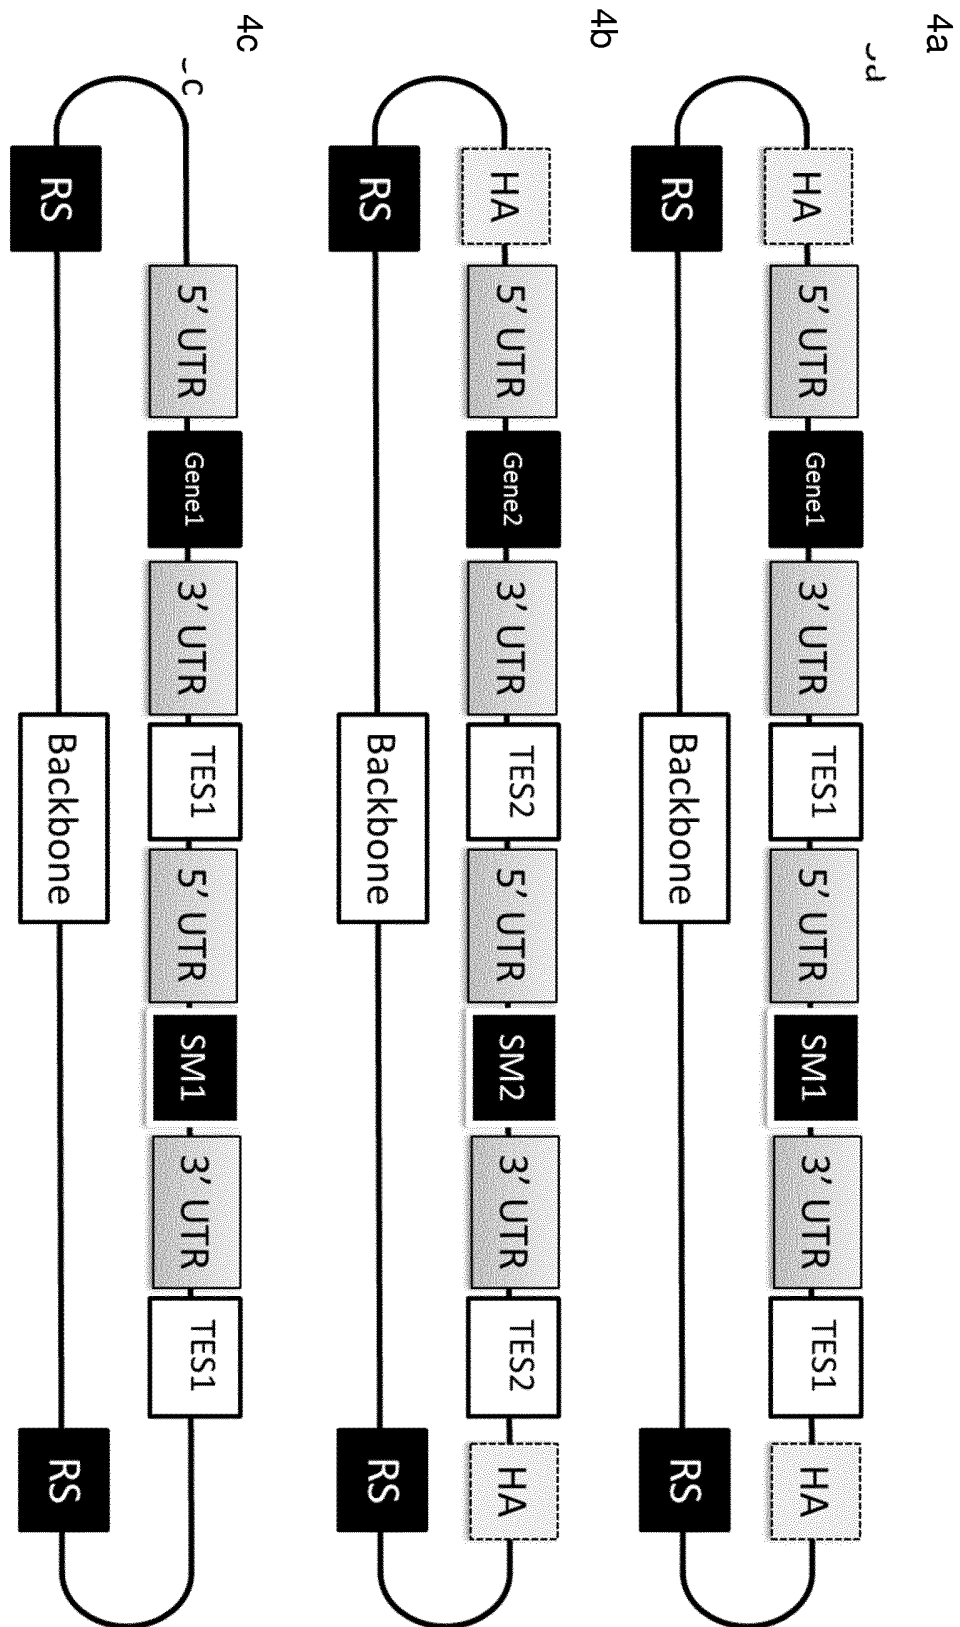 4a
HA 5' UTR Gene1 3' UTR TES1 5' UTR SM1 3' UTR TES1 HA
RS Backbone RS
4b
HA 5' UTR Gene2 3' UTR TES2 5' UTR SM2 3' UTR TES2 HA
RS Backbone RS
4c
5' UTR Gene1 3' UTR TES1 5' UTR SM1 3' UTR TES1
RS Backbone RS